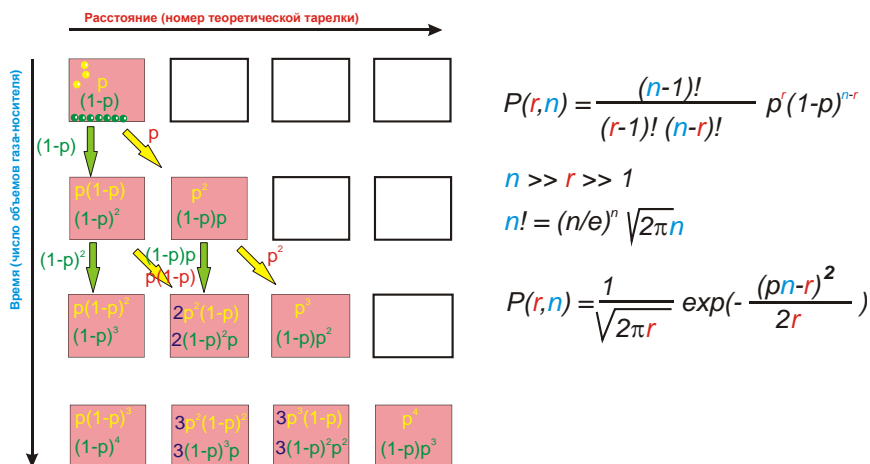 Расстояние (номер теоретической тарелки)
Время (число объемов газа-носителя)
p
(1-p)
(1-p)
p
p(1-p)
(1-p)²
p²
(1-p)p
(1-p)²
p(1-p)
(1-p)p
p²
p(1-p)²
(1-p)³
2p²(1-p)
2(1-p)²p
p³
(1-p)p²
p(1-p)³
(1-p)⁴
3p²(1-p)²
3(1-p)³p
3p³(1-p)
3(1-p)²p²
p⁴
(1-p)p³
P(r,n) = (n-1)! / (r-1)! (n-r)! pʳ(1-p)ⁿ⁻ʳ
n >> r >> 1
n! = (n/e)ⁿ √2πn
P(r,n) = 1 / √2πr exp(- (pn-r)² / 2r )